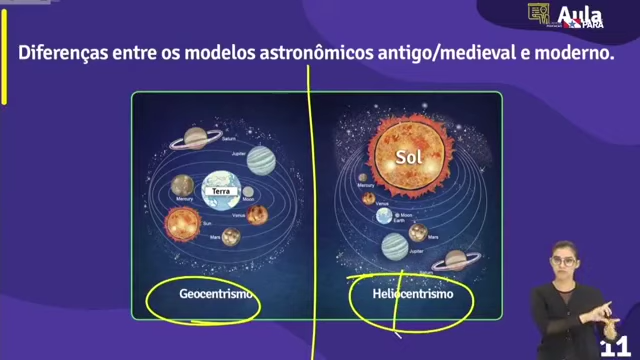 Aula
PARÁ
Diferenças entre os modelos astronômicos antigo/medieval e moderno.
Saturn
Jupiter
Mercury
Terra
Moon
Venus
Sun
Mars
Geocentrismo
Sol
Mercury
Venus
Moon
Earth
Mars
Jupiter
Saturn
Heliocentrismo
11